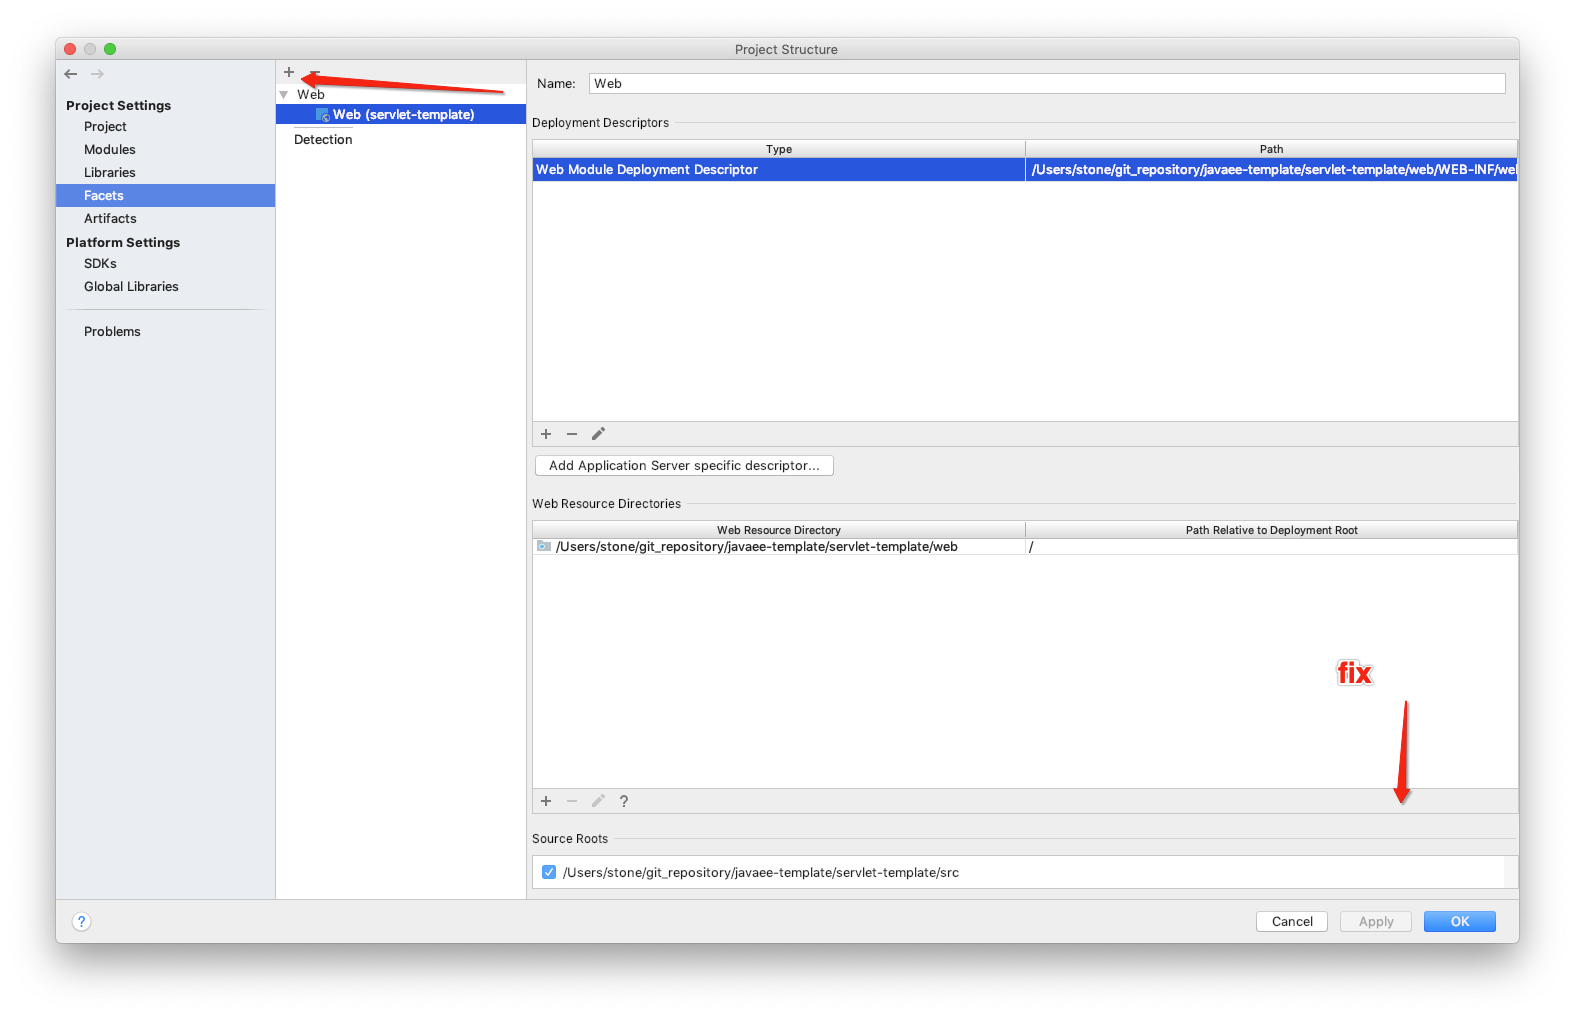 Project Structure
Project Settings
Project
Modules
Libraries
Facets
Artifacts
Platform Settings
SDKs
Global Libraries
Problems
Web
Web (servlet-template)
Detection
Name: Web
Deployment Descriptors
Type Path
Web Module Deployment Descriptor /Users/stone/git_repository/javaee-template/servlet-template/web/WEB-INF/we
Add Application Server specific descriptor...
Web Resource Directories
Web Resource Directory Path Relative to Deployment Root
/Users/stone/git_repository/javaee-template/servlet-template/web /
fix
?
Source Roots
/Users/stone/git_repository/javaee-template/servlet-template/src
? Cancel Apply OK